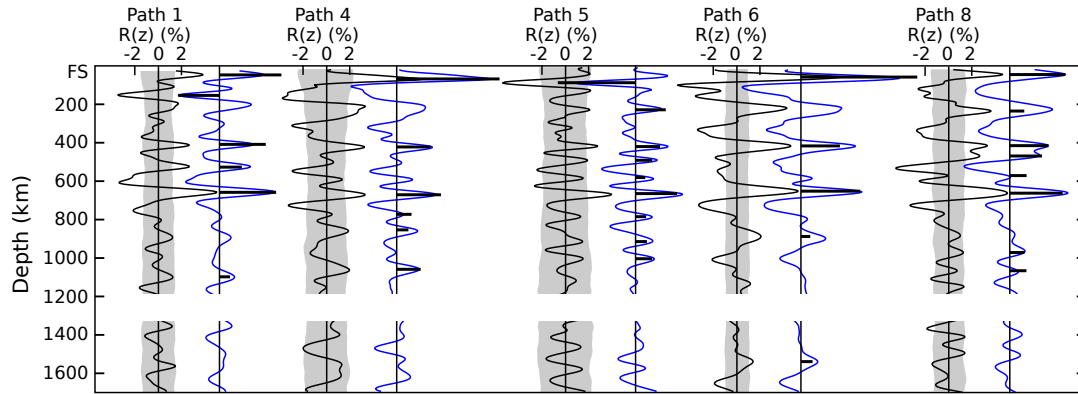 Path 1 Path 4 Path 5 Path 6 Path 8
R(z) (%) R(z) (%) R(z) (%) R(z) (%) R(z) (%)
-2 0 2 -2 0 2 -2 0 2 -2 0 2 -2 0 2
FS
200
400
600
800
1000
1200
1400
1600
Depth (km)